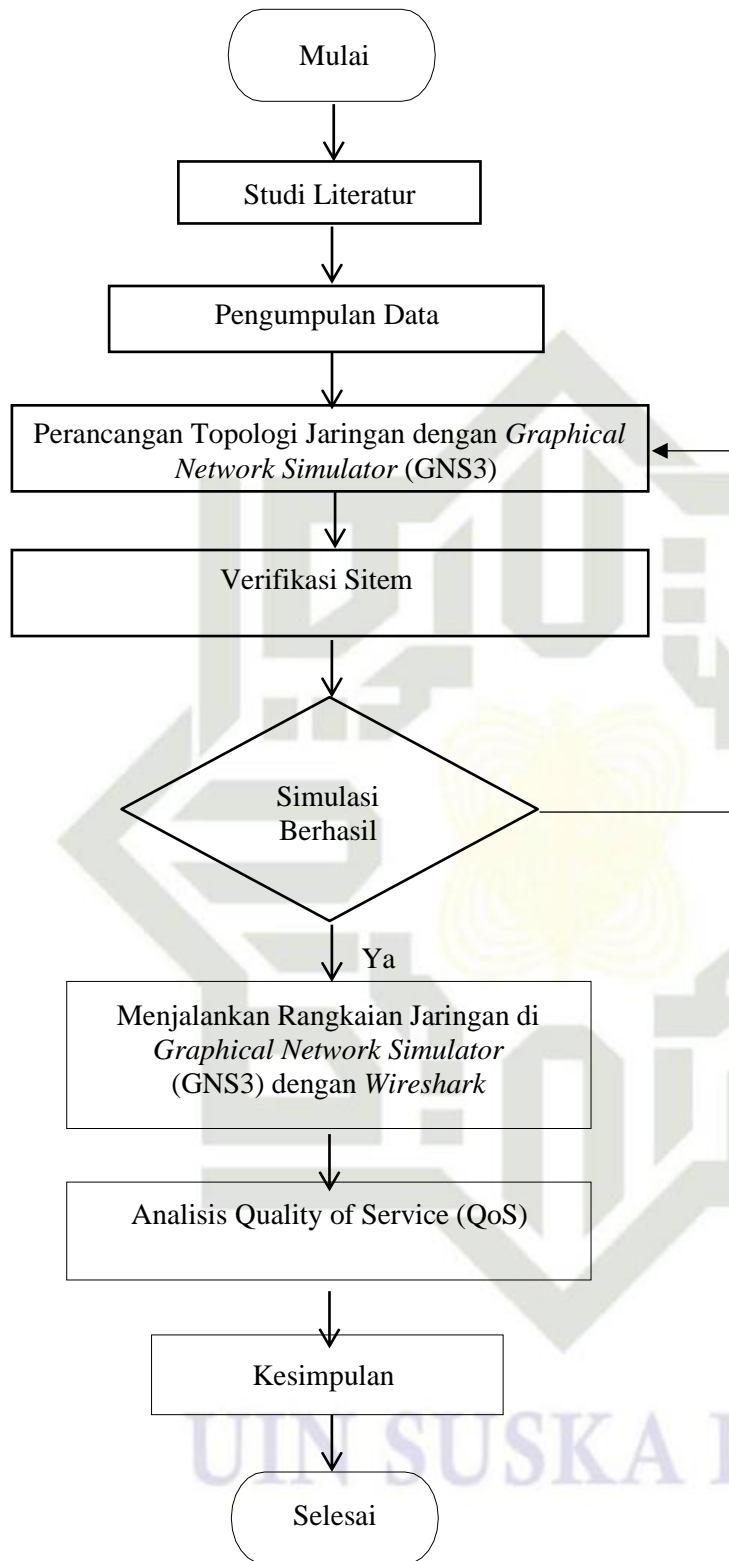 Mulai
Studi Literatur
Pengumpulan Data
Perancangan Topologi Jaringan dengan Graphical
Network Simulator (GNS3)
Verifikasi Sitem
Simulasi
Berhasil
Ya
Menjalankan Rangkaian Jaringan di
Graphical Network Simulator
(GNS3) dengan Wireshark
Analisis Quality of Service (QoS)
Kesimpulan
UIN SUSKA
Selesai